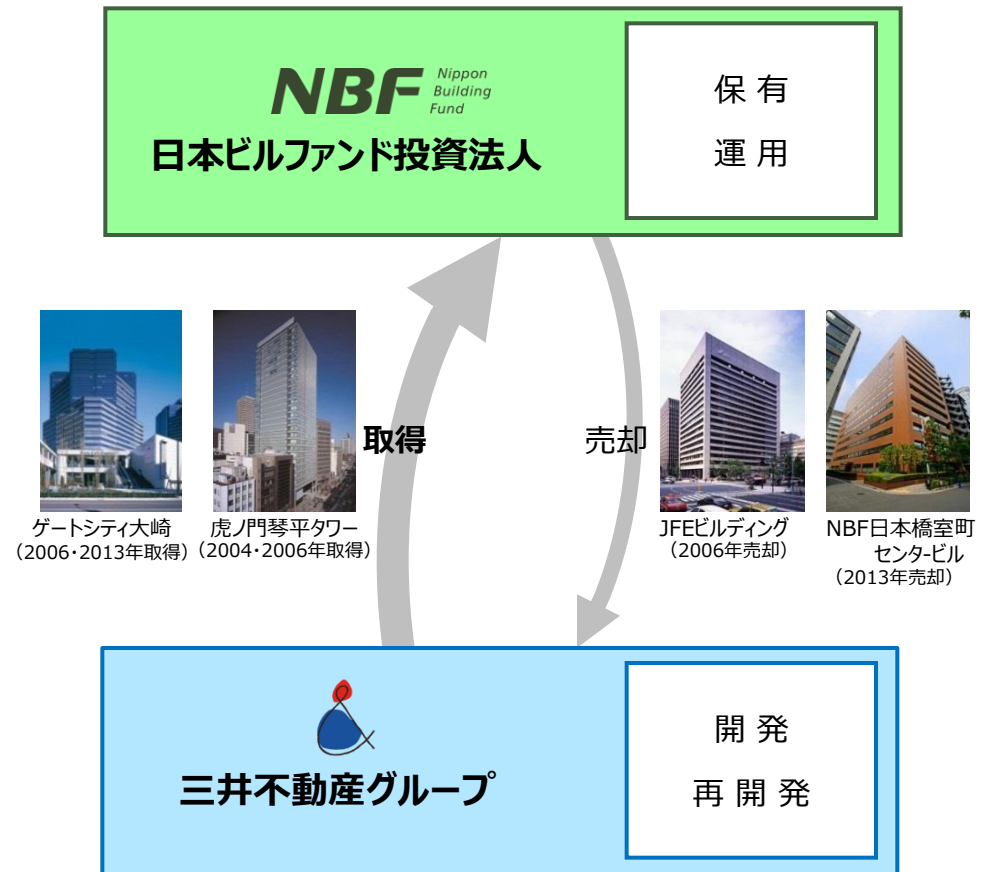 NBF Nippon
Building
Fund
日本ビルファンド投資法人
保 有
運 用
取得
売却
ゲートシティ大崎
（2006・2013年取得）
虎ノ門琴平タワー
（2004・2006年取得）
JFEビルディング
（2006年売却）
NBF日本橋室町
センタービル
（2013年売却）
三井不動産グループ
開 発
再 開 発